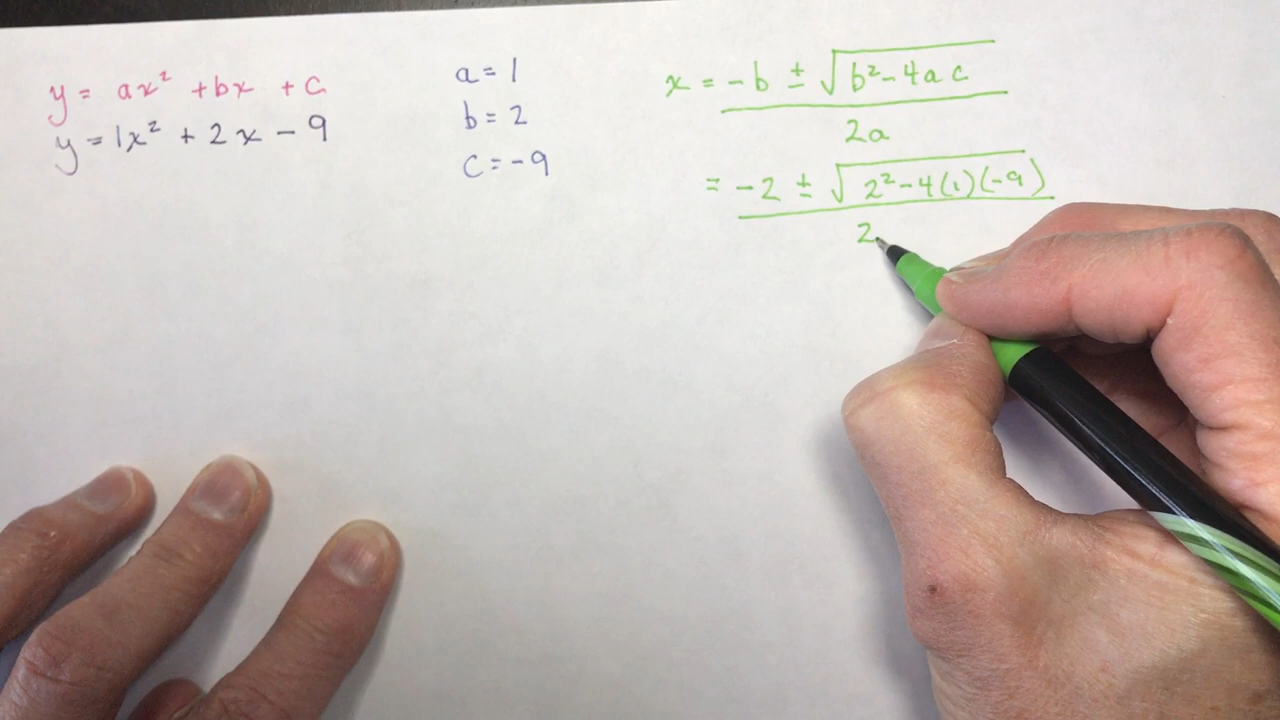 y = ax² + bx + c
y = 1x² + 2x - 9
a = 1
b = 2
c = -9
x = -b ± √b²-4ac
2a
= -2 ± √2²-4(1)(-9)
2